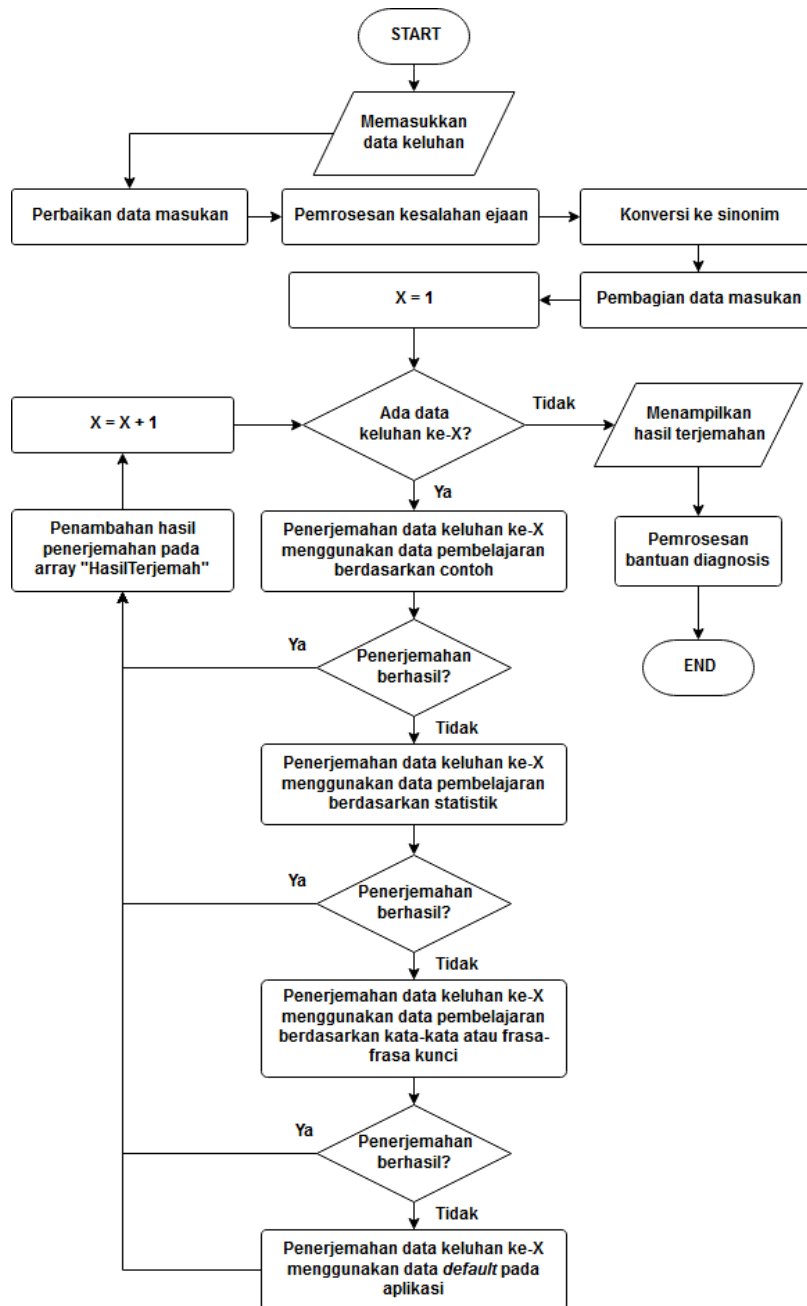 START
Memasukkan
data keluhan
Perbaikan data masukan
Pemrosesan kesalahan ejaan
Konversi ke sinonim
X = 1
Pembagian data masukan
X = X + 1
Ada data
keluhan ke-X?
Tidak
Menampilkan
hasil terjemahan
Ya
Penambahan hasil
penerjemahan pada
array "HasilTerjemah"
Penerjemahan data keluhan ke-X
menggunakan data pembelajaran
berdasarkan contoh
Pemrosesan
bantuan diagnosis
Ya
Penerjemahan
berhasil?
END
Tidak
Penerjemahan data keluhan ke-X
menggunakan data pembelajaran
berdasarkan statistik
Ya
Penerjemahan
berhasil?
Tidak
Penerjemahan data keluhan ke-X
menggunakan data pembelajaran
berdasarkan kata-kata atau frasa-
frasa kunci
Ya
Penerjemahan
berhasil?
Tidak
Penerjemahan data keluhan ke-X
menggunakan data default pada
aplikasi